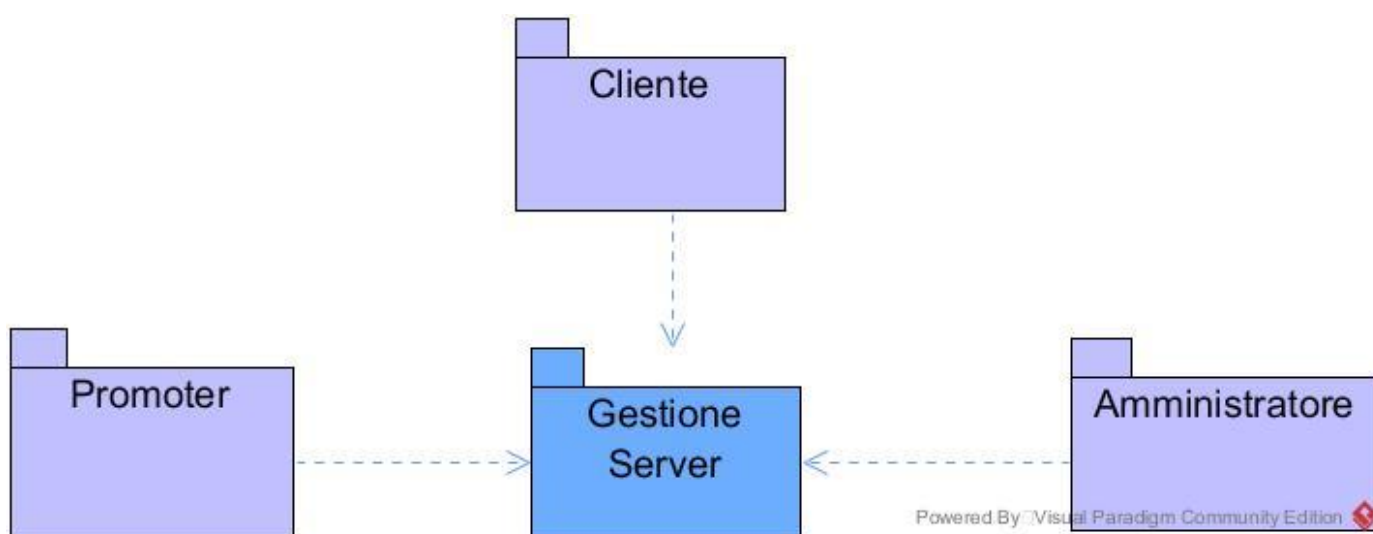 Cliente
Promoter
Gestione
Server
Amministratore
Powered By Visual Paradigm Community Edition